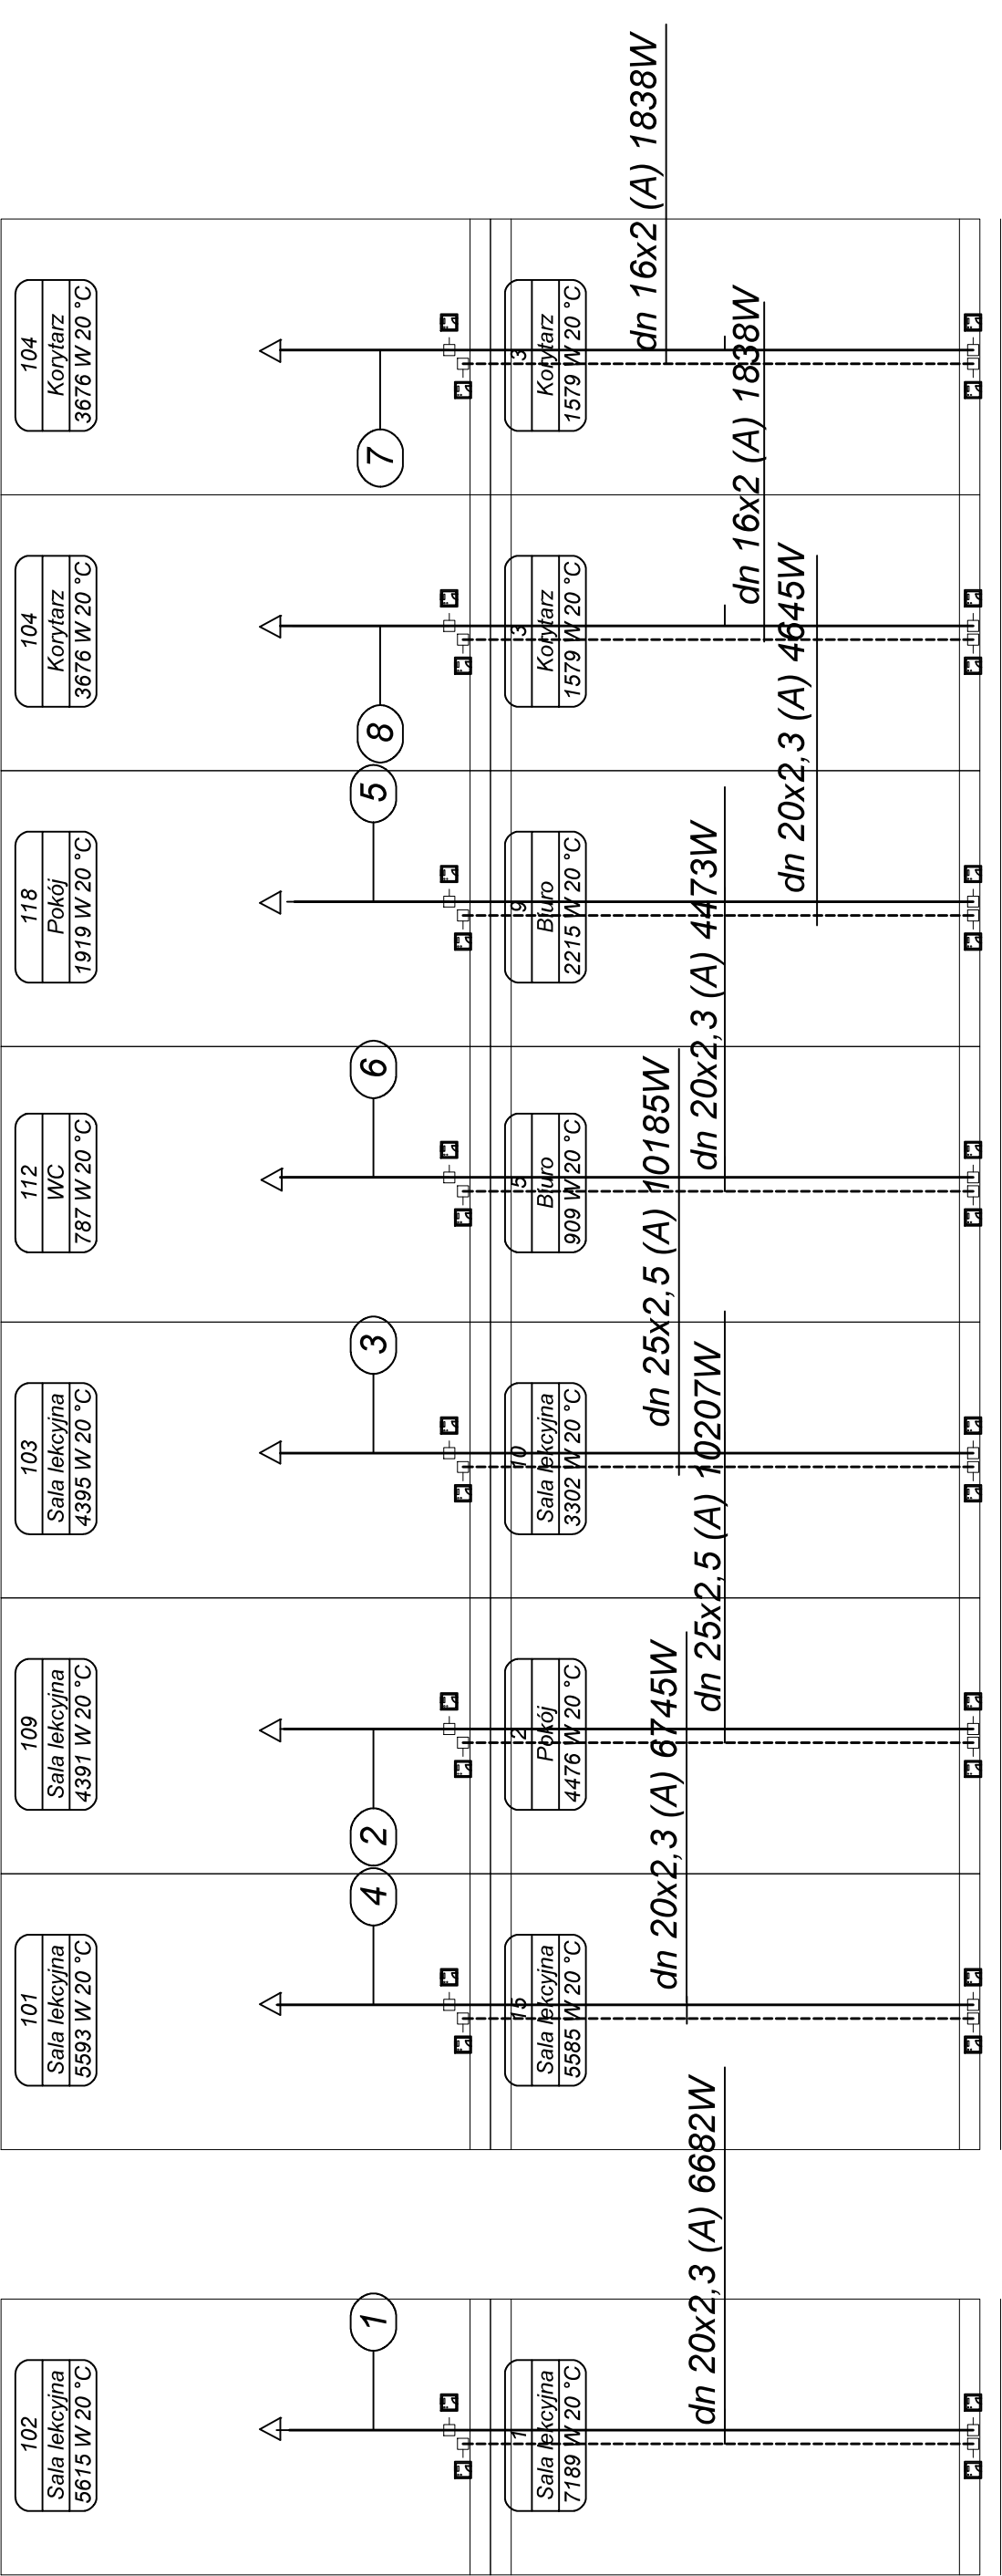 102
Sala lekcyjna
5615 W 20 °C
1
1
Sala lekcyjna
7189 W 20 °C
dn 20x2,3 (A) 6682W
101
Sala lekcyjna
5593 W 20 °C
4
15
Sala lekcyjna
5585 W 20 °C
dn 20x2,3 (A) 6745W
109
Sala lekcyjna
4391 W 20 °C
2
2
Pokój
4476 W 20 °C
dn 25x2,5 (A) 10207W
103
Sala lekcyjna
4395 W 20 °C
3
10
Sala lekcyjna
3302 W 20 °C
dn 25x2,5 (A) 10185W
112
WC
787 W 20 °C
6
5
Biuro
909 W 20 °C
dn 20x2,3 (A) 4473W
118
Pokój
1919 W 20 °C
5
9
Biuro
2215 W 20 °C
dn 20x2,3 (A) 4645W
104
Korytarz
3676 W 20 °C
8
3
Korytarz
1579 W 20 °C
dn 16x2 (A) 1838W
104
Korytarz
3676 W 20 °C
7
3
Korytarz
1579 W 20 °C
dn 16x2 (A) 1838W